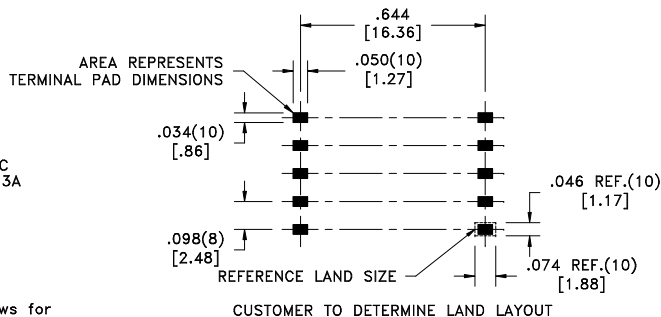 .644
[16.36]
AREA REPRESENTS
TERMINAL PAD DIMENSIONS
.050(10)
[1.27]
.034(10)
[.86]
C
3A
.046 REF.(10)
[1.17]
.098(8)
[2.48]
REFERENCE LAND SIZE
.074 REF.(10)
[1.88]
ws for
CUSTOMER TO DETERMINE LAND LAYOUT